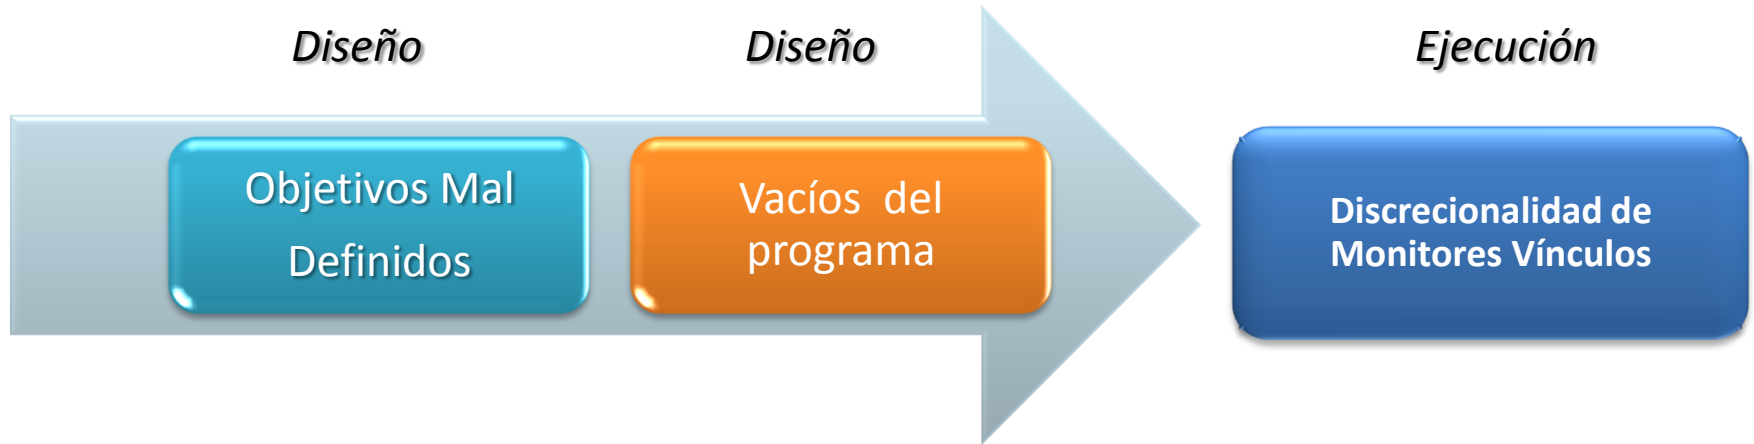 Diseño
Diseño
Ejecución
Objetivos Mal
Definidos
Vacíos del
programa
Discrecionalidad de
Monitores Vínculos